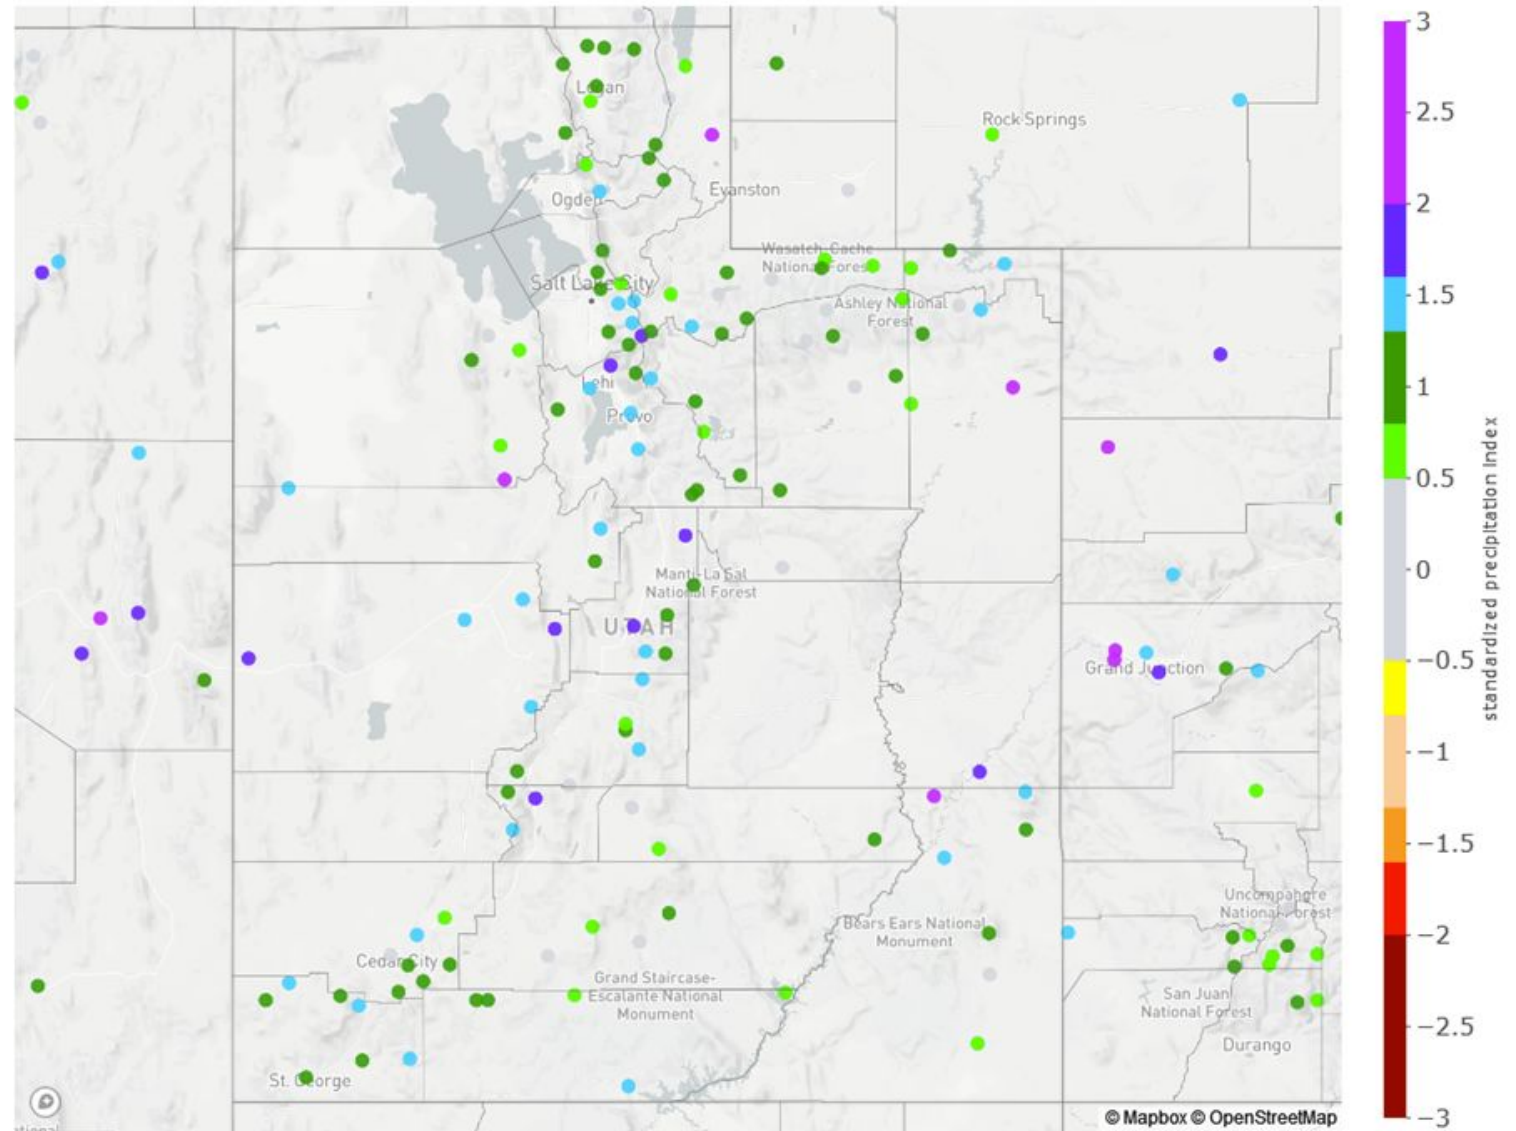 Logan
Rock Springs
Ogden
Evanston
Wasatch-Cache
National Forest
Salt Lake City
Ashley National
Forest
Lehi
Provo
Manti-La Sal
National Forest
UTAH
Grand Junction
Uncompahgre
National Forest
Bears Ears National
Monument
Cedar City
Grand Staircase-
Escalante National
Monument
San Juan
National Forest
Durango
St. George
© Mapbox © OpenStreetMap
3
2.5
2
1.5
1
0.5
0
−0.5
−1
−1.5
−2
−2.5
−3
standardized precipitation index